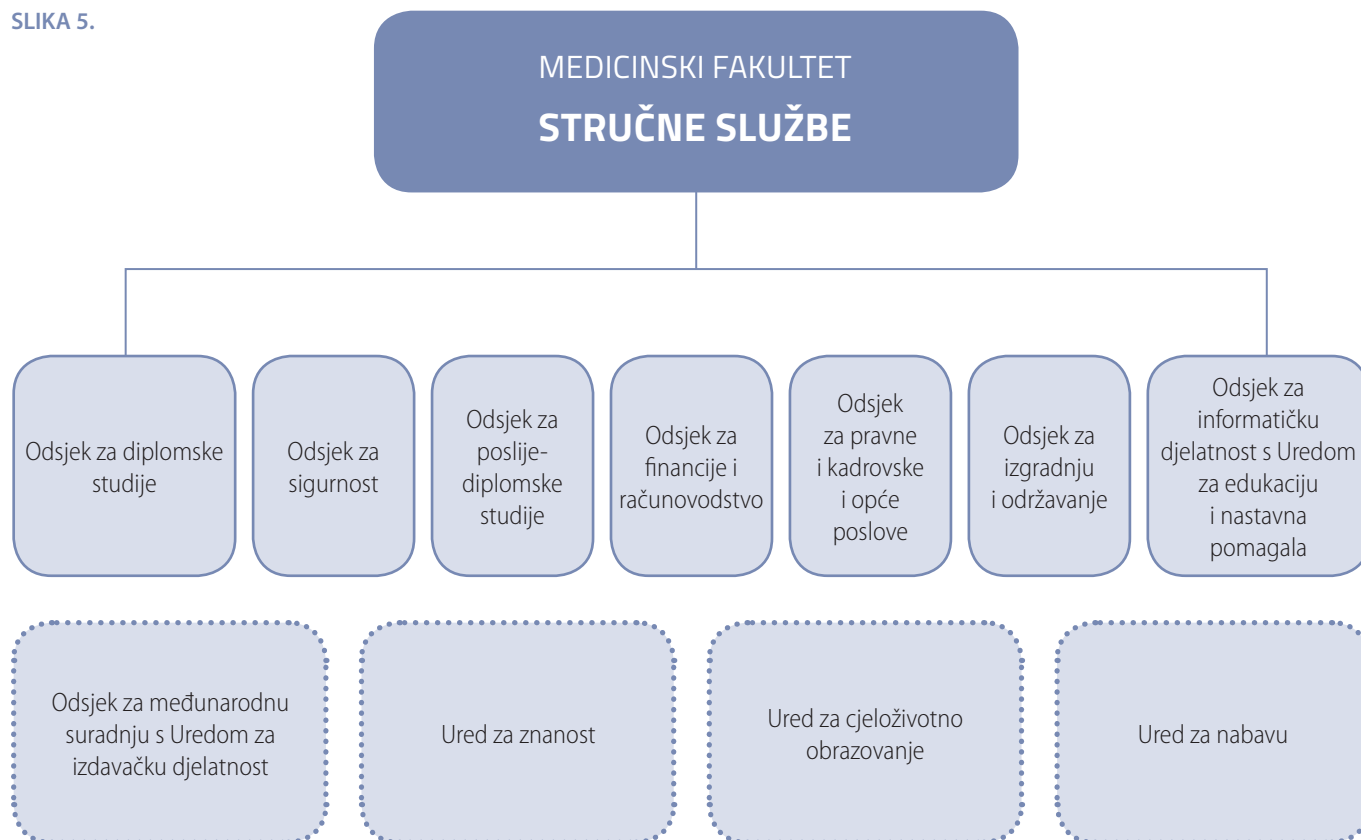 SLIKA 5.
MEDICINSKI FAKULTET
STRUČNE SLUŽBE
Odsjek za diplomske
studije
Odsjek za
sigurnost
Odsjek za
poslije-
diplomske
studije
Odsjek za
financije i
računovodstvo
Odsjek
za pravne
i kadrovske
i opće
poslove
Odsjek za
izgradnju
i održavanje
Odsjek za
informatičku
djelatnost s Uredom
za edukaciju
i nastavna
pomagala
Odsjek za međunarodnu
suradnju s Uredom za
izdavačku djelatnost
Ured za znanost
Ured za cjeloživotno
obrazovanje
Ured za nabavu